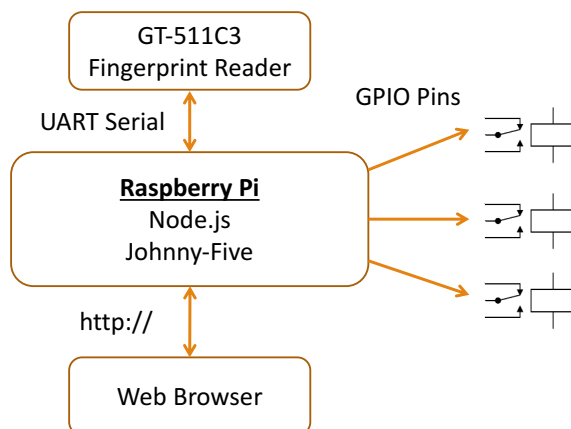 GT-511C3
Fingerprint Reader
GPIO Pins
UART Serial
Raspberry Pi
Node.js
Johnny-Five
http://
Web Browser